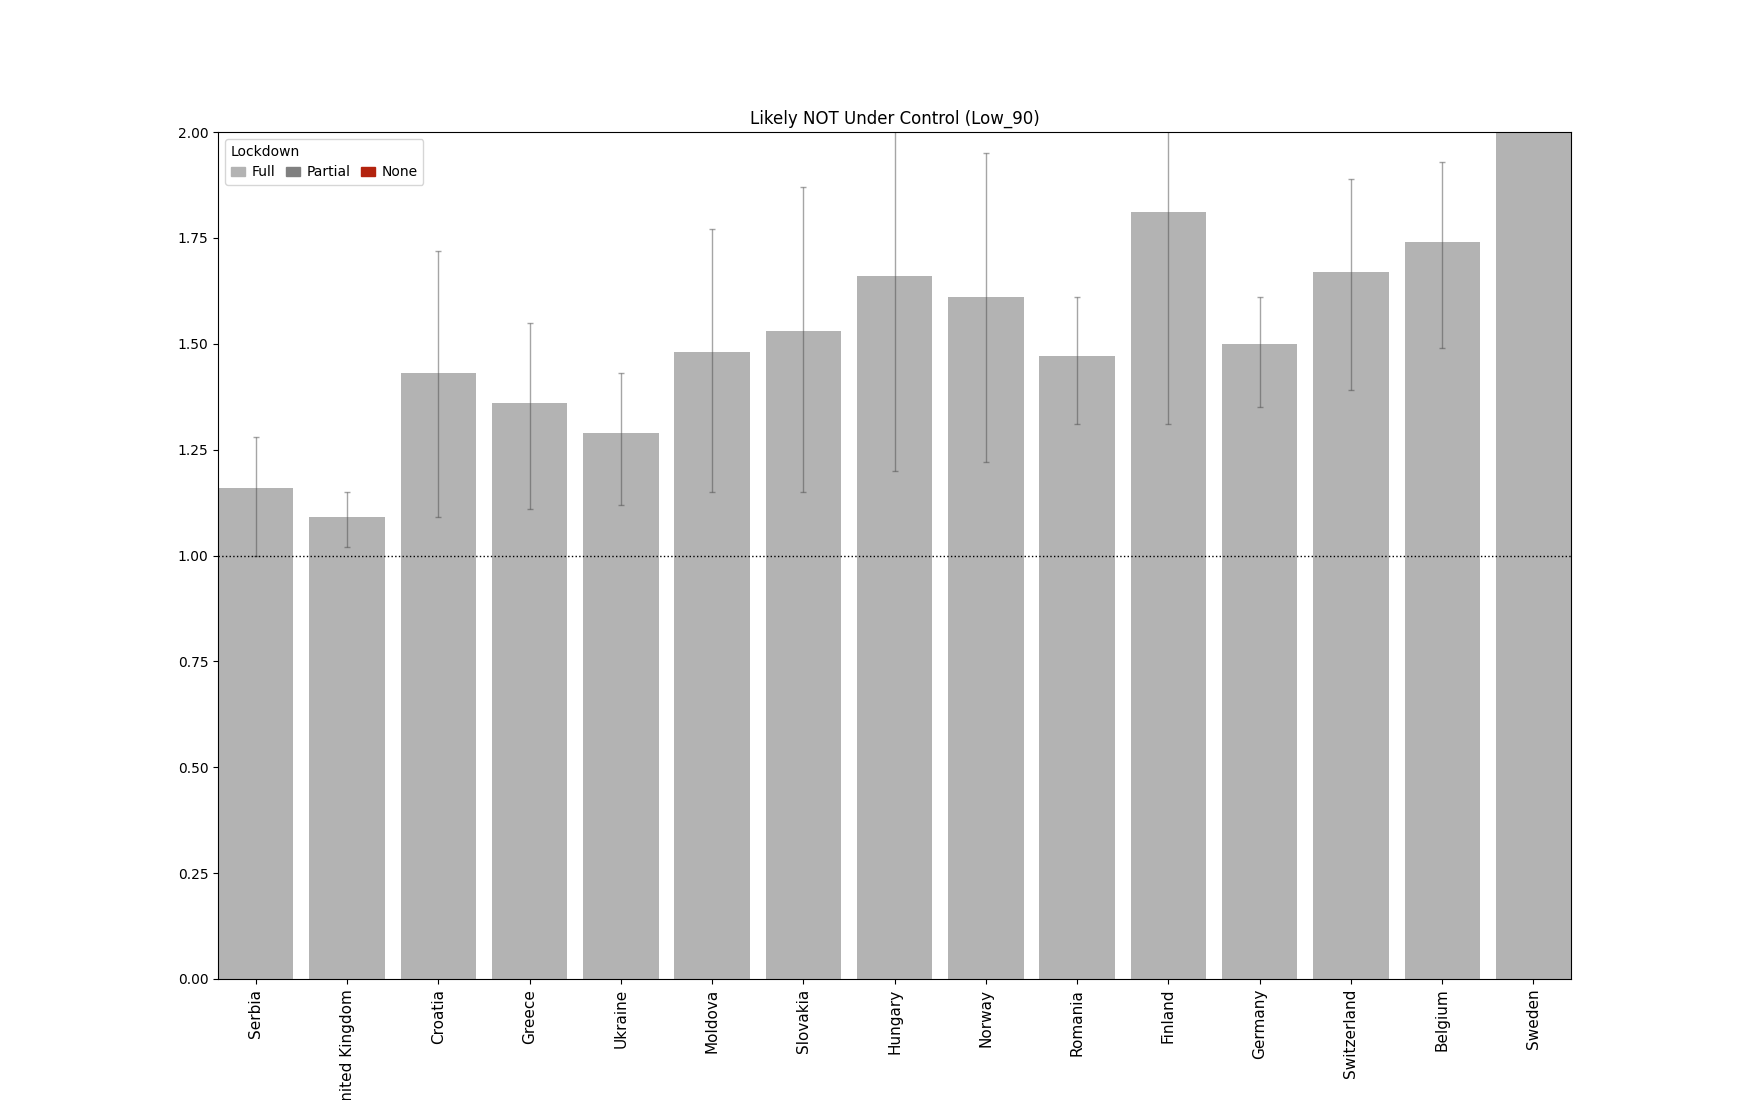 Likely NOT Under Control (Low_90)
Lockdown
Full Partial None
2.00
1.75
1.50
1.25
1.00
0.75
0.50
0.25
0.00
Serbia
nited Kingdom
Croatia
Greece
Ukraine
Moldova
Slovakia
Hungary
Norway
Romania
Finland
Germany
Switzerland
Belgium
Sweden